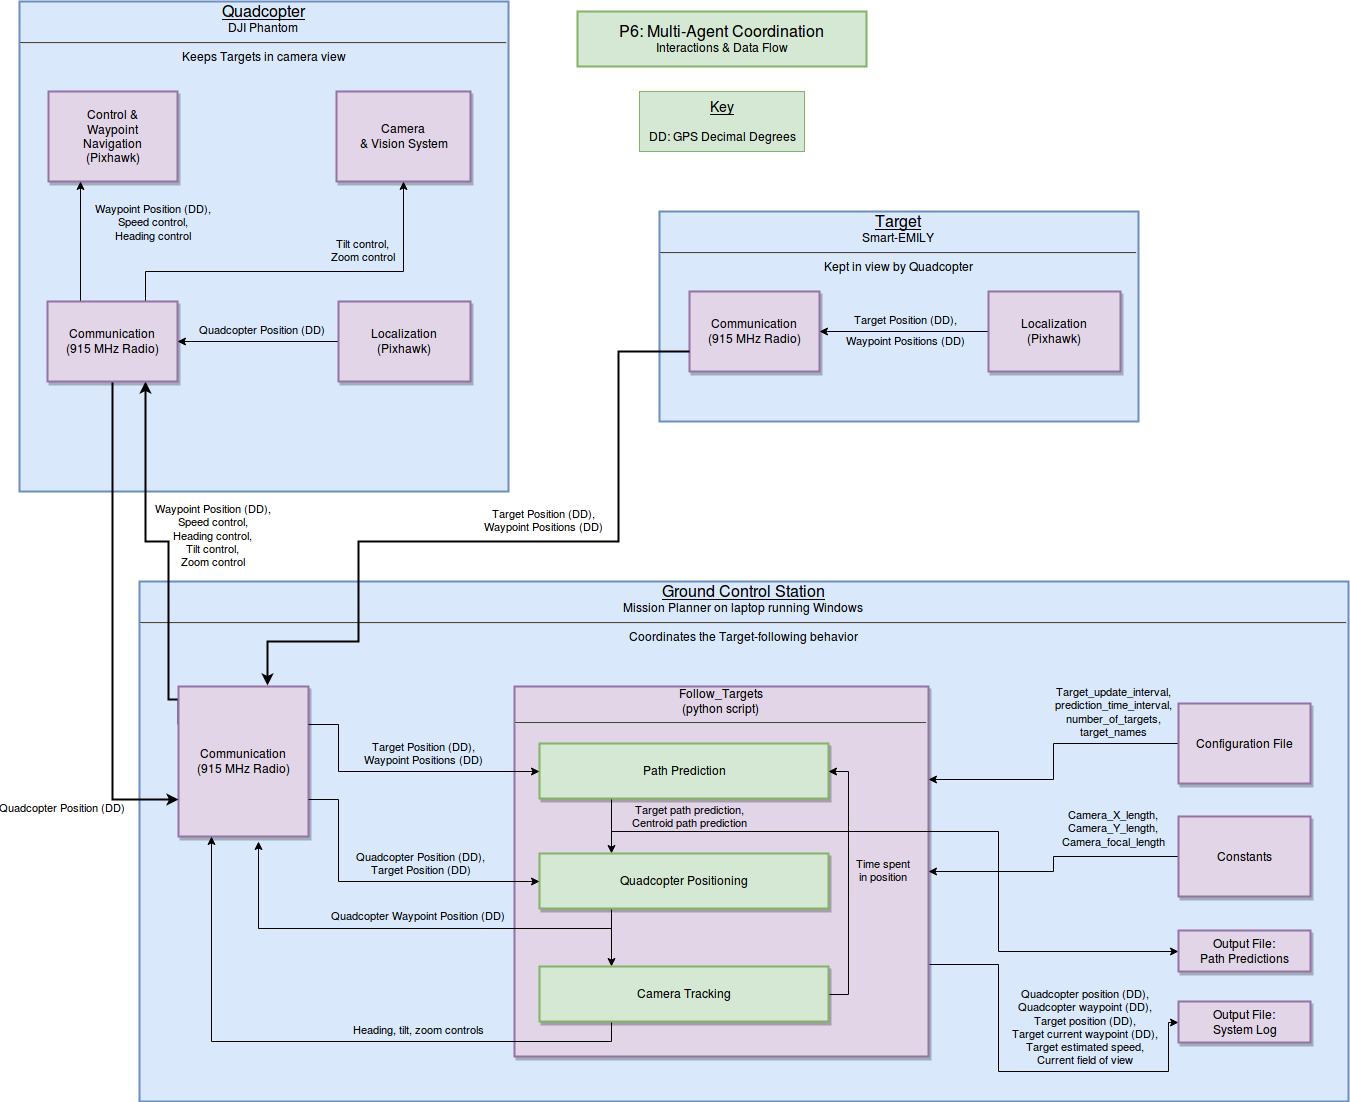 Quadcopter
DJI Phantom
Keeps Targets in camera view
Control &
Waypoint
Navigation
(Pixhawk)
Camera
& Vision System
Waypoint Position (DD),
Speed control,
Heading control
Tilt control,
Zoom control
Communication
(915 MHz Radio)
Quadcopter Position (DD)
Localization
(Pixhawk)
P6: Multi-Agent Coordination
Interactions & Data Flow
Key
DD: GPS Decimal Degrees
Target
Smart-EMILY
Kept in view by Quadcopter
Communication
(915 MHz Radio)
Target Position (DD),
Waypoint Positions (DD)
Localization
(Pixhawk)
Waypoint Position (DD),
Speed control,
Heading control,
Tilt control,
Zoom control
Target Position (DD),
Waypoint Positions (DD)
Quadcopter Position (DD)
Ground Control Station
Mission Planner on laptop running Windows
Coordinates the Target-following behavior
Communication
(915 MHz Radio)
Target Position (DD),
Waypoint Positions (DD)
Quadcopter Position (DD),
Target Position (DD)
Quadcopter Waypoint Position (DD)
Heading, tilt, zoom controls
Follow_Targets
(python script)
Path Prediction
Target path prediction,
Centroid path prediction
Quadcopter Positioning
Time spent
in position
Camera Tracking
Target_update_interval,
prediction_time_interval,
number_of_targets,
target_names
Configuration File
Camera_X_length,
Camera_Y_length,
Camera_focal_length
Constants
Output File:
Path Predictions
Quadcopter position (DD),
Quadcopter waypoint (DD),
Target position (DD),
Target current waypoint (DD),
Target estimated speed,
Current field of view
Output File:
System Log